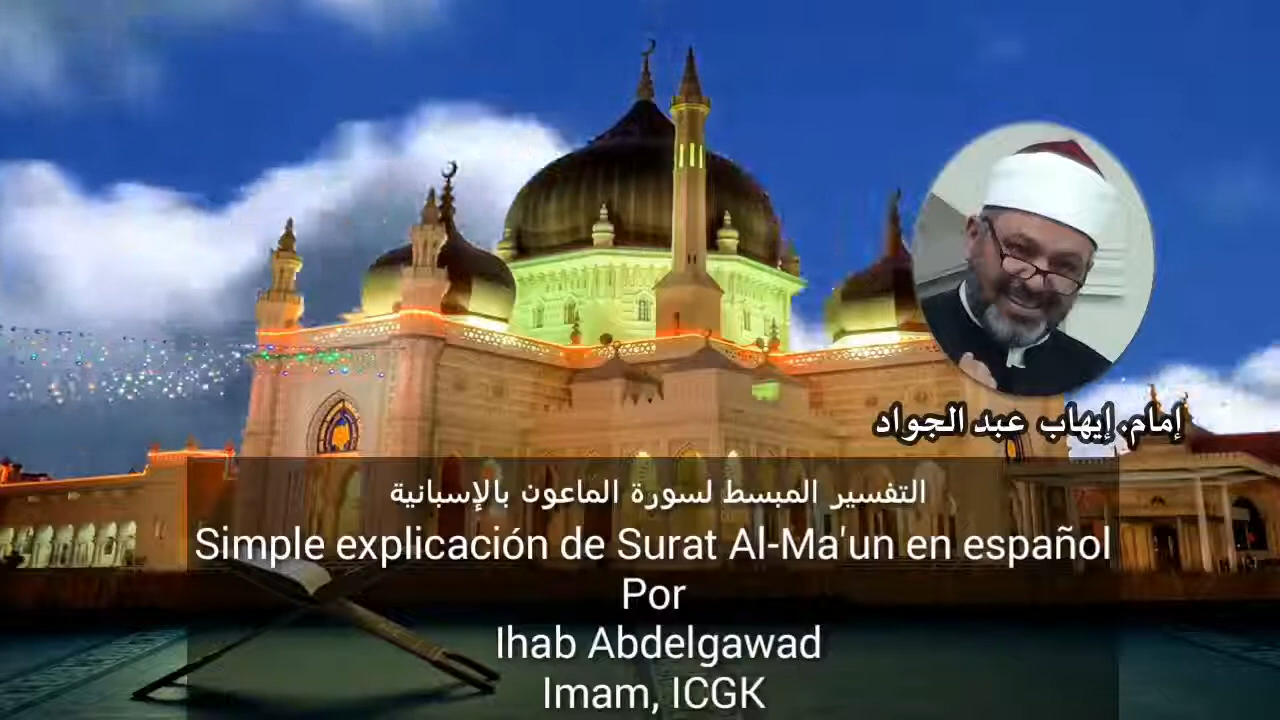 إمام. إيهاب عبد الجواد
التفسير المبسط لسورة الماعون بالإسبانية
Simple explicación de Surat Al-Ma'un en español
Por
Ihab Abdelgawad
Imam, ICGK